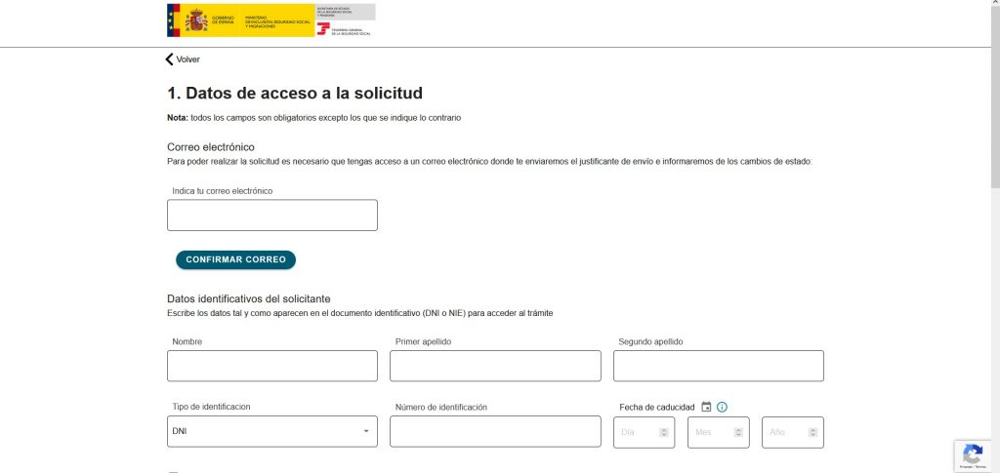 GOBIERNO
DE ESPAÑA
MINISTERIO
DE INCLUSIÓN, SEGURIDAD SOCIAL
Y MIGRACIONES
SECRETARÍA DE ESTADO
DE LA SEGURIDAD SOCIAL
Y PENSIONES
TESORERÍA GENERAL
DE LA SEGURIDAD SOCIAL
Volver
1. Datos de acceso a la solicitud
Nota: todos los campos son obligatorios excepto los que se indique lo contrario
Correo electrónico
Para poder realizar la solicitud es necesario que tengas acceso a un correo electrónico donde te enviaremos el justificante de envío e informaremos de los cambios de estado:
Indica tu correo electrónico
CONFIRMAR CORREO
Datos identificativos del solicitante
Escribe los datos tal y como aparecen en el documento identificativo (DNI o NIE) para acceder al trámite
Nombre Primer apellido Segundo apellido
Tipo de identificacion Número de identificación Fecha de caducidad
DNI Día Mes Año
Privacidad - Términos